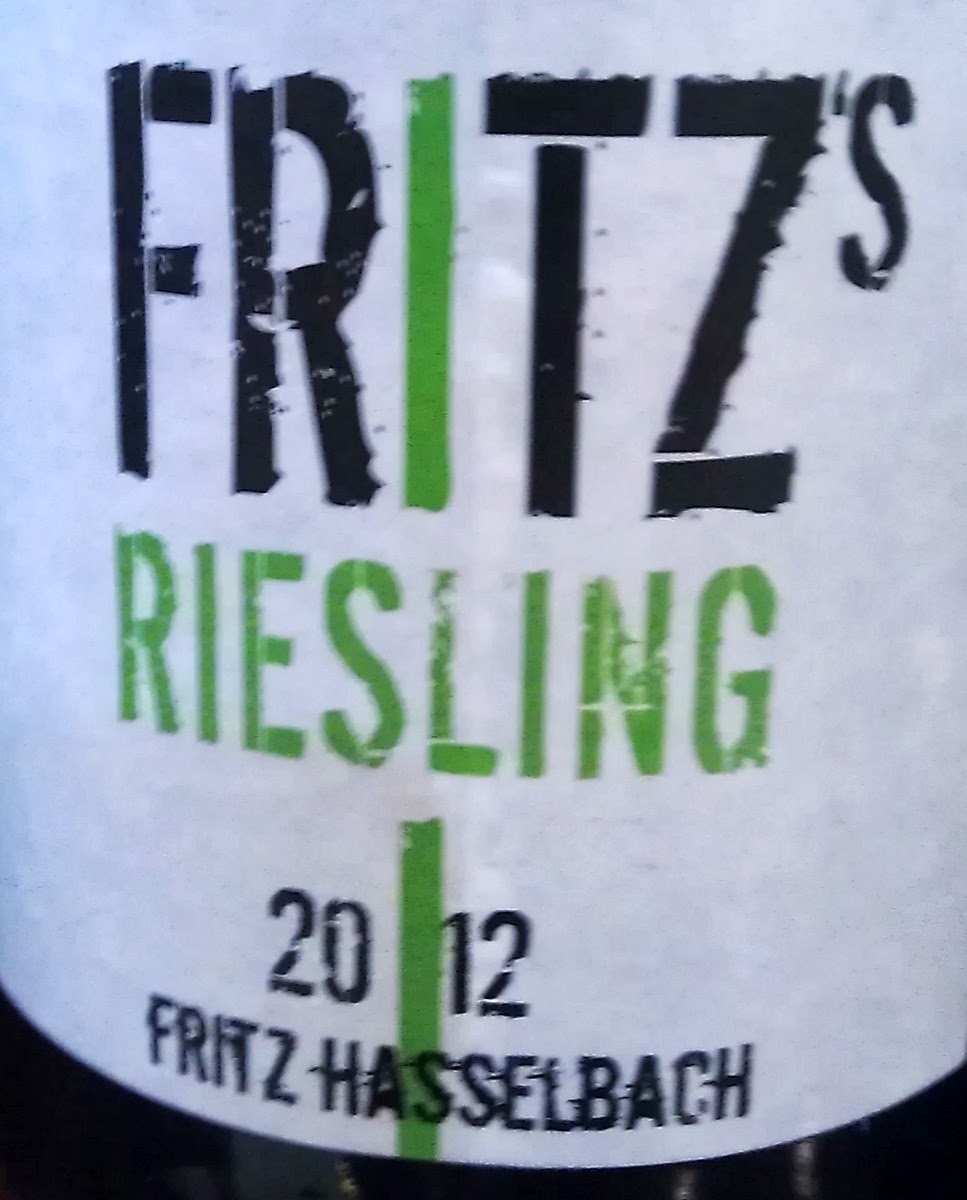 FRITZ'S
RIESLING
2012
FRITZ HASSELBACH